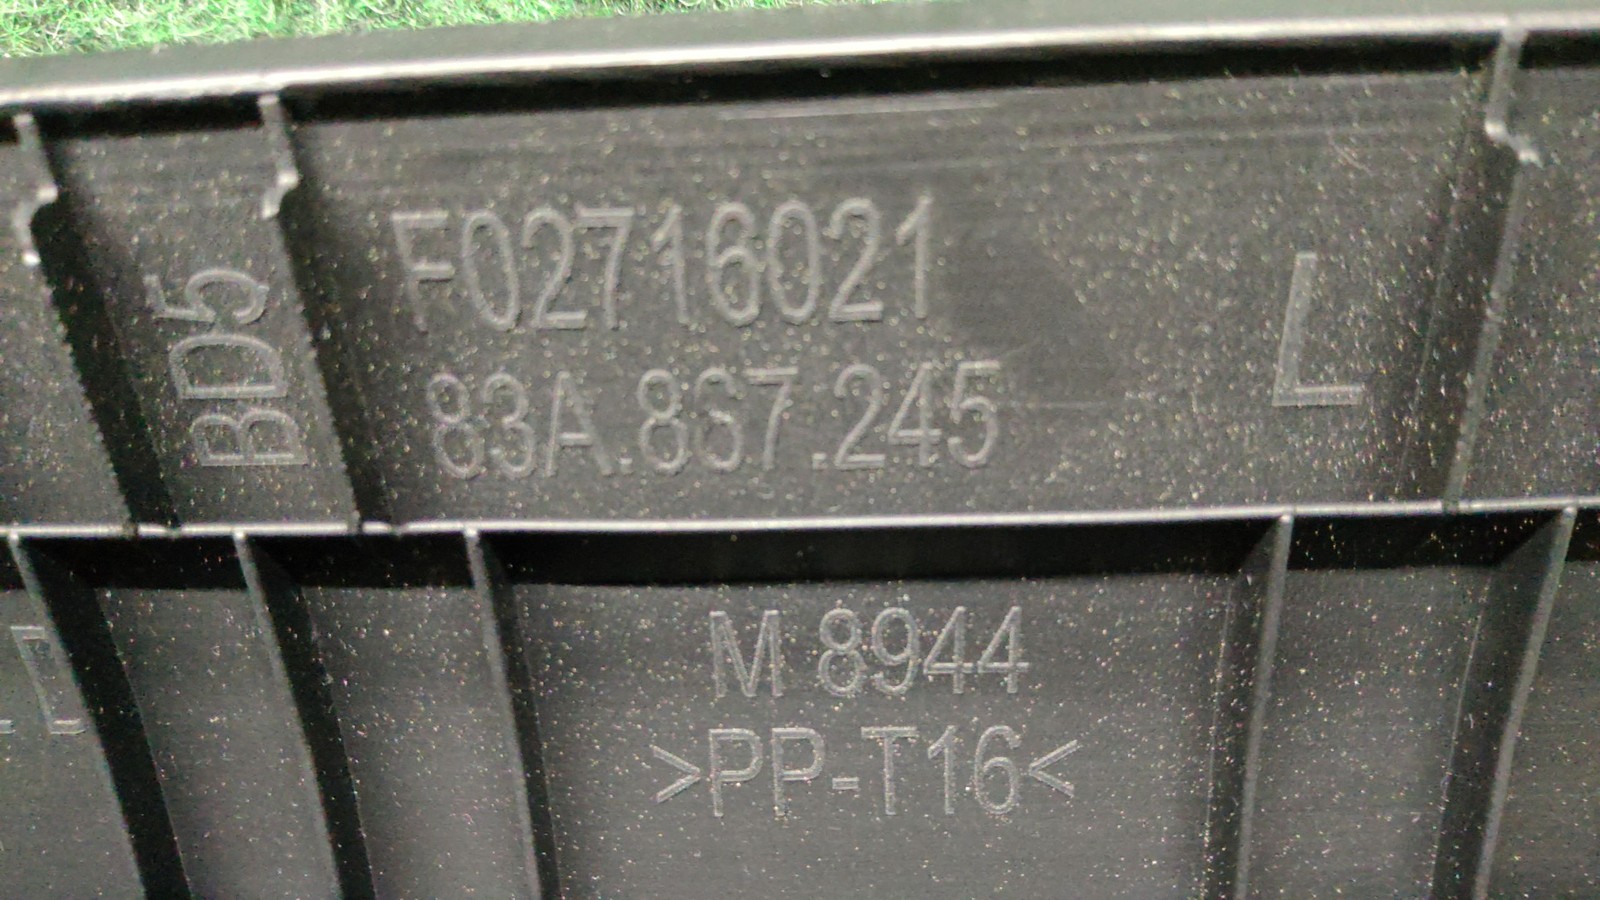 BD5
F02716021
83A.867.245
L
M 8944
>PP-T16<